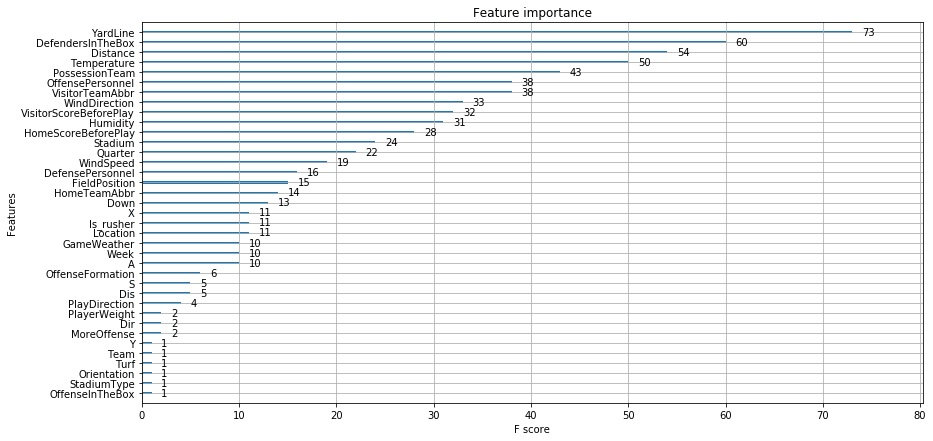 Feature importance
YardLine 73
DefendersInTheBox 60
Distance 54
Temperature 50
PossessionTeam 43
OffensePersonnel 38
VisitorTeamAbbr 38
WindDirection 33
VisitorScoreBeforePlay 32
Humidity 31
HomeScoreBeforePlay 28
Stadium 24
Quarter 22
WindSpeed 19
DefensePersonnel 16
FieldPosition 15
HomeTeamAbbr 14
Down 13
X 11
Is_rusher 11
Location 11
GameWeather 10
Week 10
A 10
OffenseFormation 6
S 5
Dis 5
PlayDirection 4
PlayerWeight 2
Dir 2
MoreOffense 2
Y 1
Team 1
Turf 1
Orientation 1
StadiumType 1
OffenseInTheBox 1
0 10 20 30 40 50 60 70 80
F score
Features